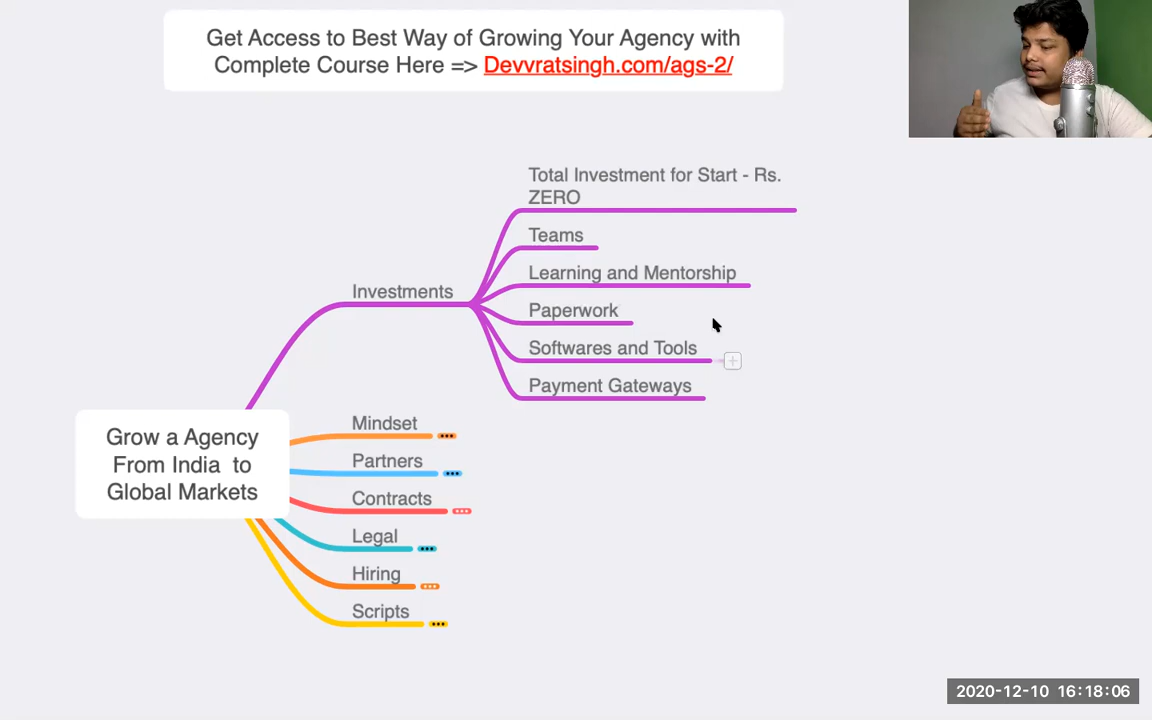 Get Access to Best Way of Growing Your Agency with
Complete Course Here => Devvratsingh.com/ags-2/
Total Investment for Start - Rs.
ZERO
Teams
Learning and Mentorship
Investments
Paperwork
Softwares and Tools
Payment Gateways
Grow a Agency
From India to
Global Markets
Mindset
Partners
Contracts
Legal
Hiring
Scripts
2020-12-10 16:18:06